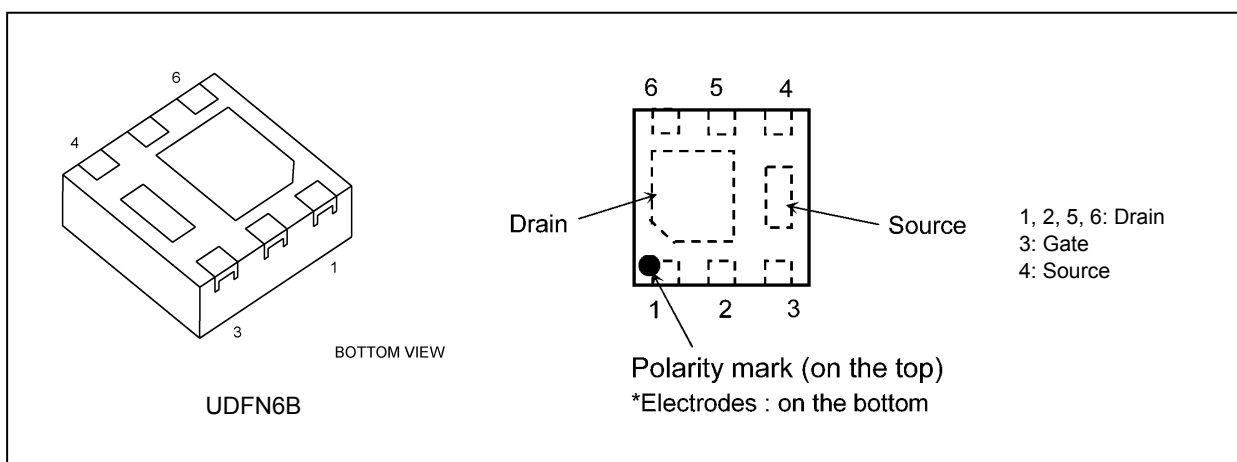 6
4
1
3
BOTTOM VIEW
UDFN6B
6 5 4
Drain
Source
1 2 3
Polarity mark (on the top)
*Electrodes : on the bottom
1, 2, 5, 6: Drain
3: Gate
4: Source